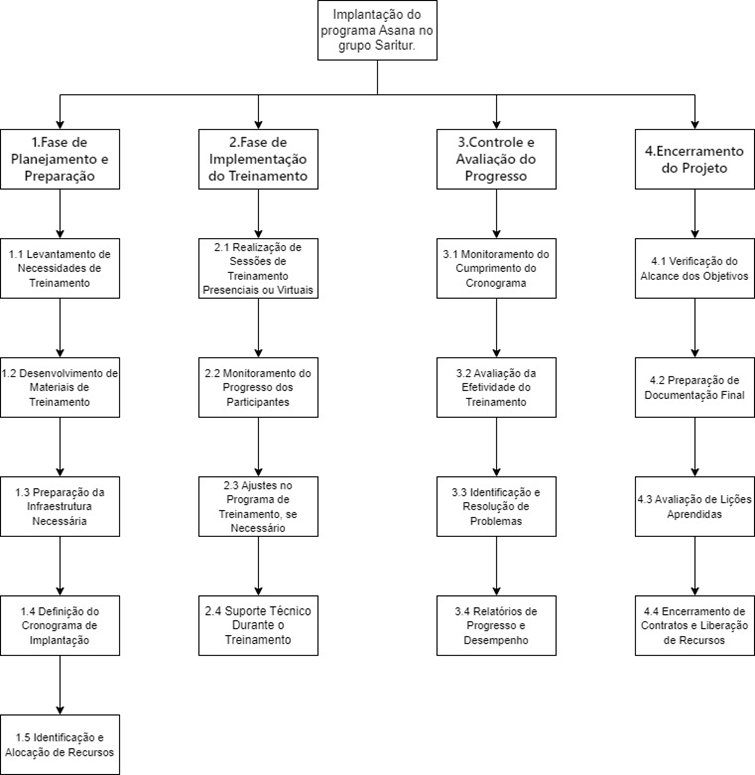 Implantação do
programa Asana no
grupo Saritur.
1.Fase de
Planejamento e
Preparação
2.Fase de
Implementação
do Treinamento
3.Controle e
Avaliação do
Progresso
4.Encerramento
do Projeto
1.1 Levantamento de
Necessidades de
Treinamento
2.1 Realização de
Sessões de
Treinamento
Presenciais ou Virtuais
3.1 Monitoramento do
Cumprimento do
Cronograma
4.1 Verificação do
Alcance dos Objetivos
1.2 Desenvolvimento de
Materiais de
Treinamento
2.2 Monitoramento do
Progresso dos
Participantes
3.2 Avaliação da
Efetividade do
Treinamento
4.2 Preparação de
Documentação Final
1.3 Preparação da
Infraestrutura
Necessária
2.3 Ajustes no
Programa de
Treinamento, se
Necessário
3.3 Identificação e
Resolução de
Problemas
4.3 Avaliação de Lições
Aprendidas
1.4 Definição do
Cronograma de
Implantação
2.4 Suporte Técnico
Durante o
Treinamento
3.4 Relatórios de
Progresso e
Desempenho
4.4 Encerramento de
Contratos e Liberação
de Recursos
1.5 Identificação e
Alocação de Recursos